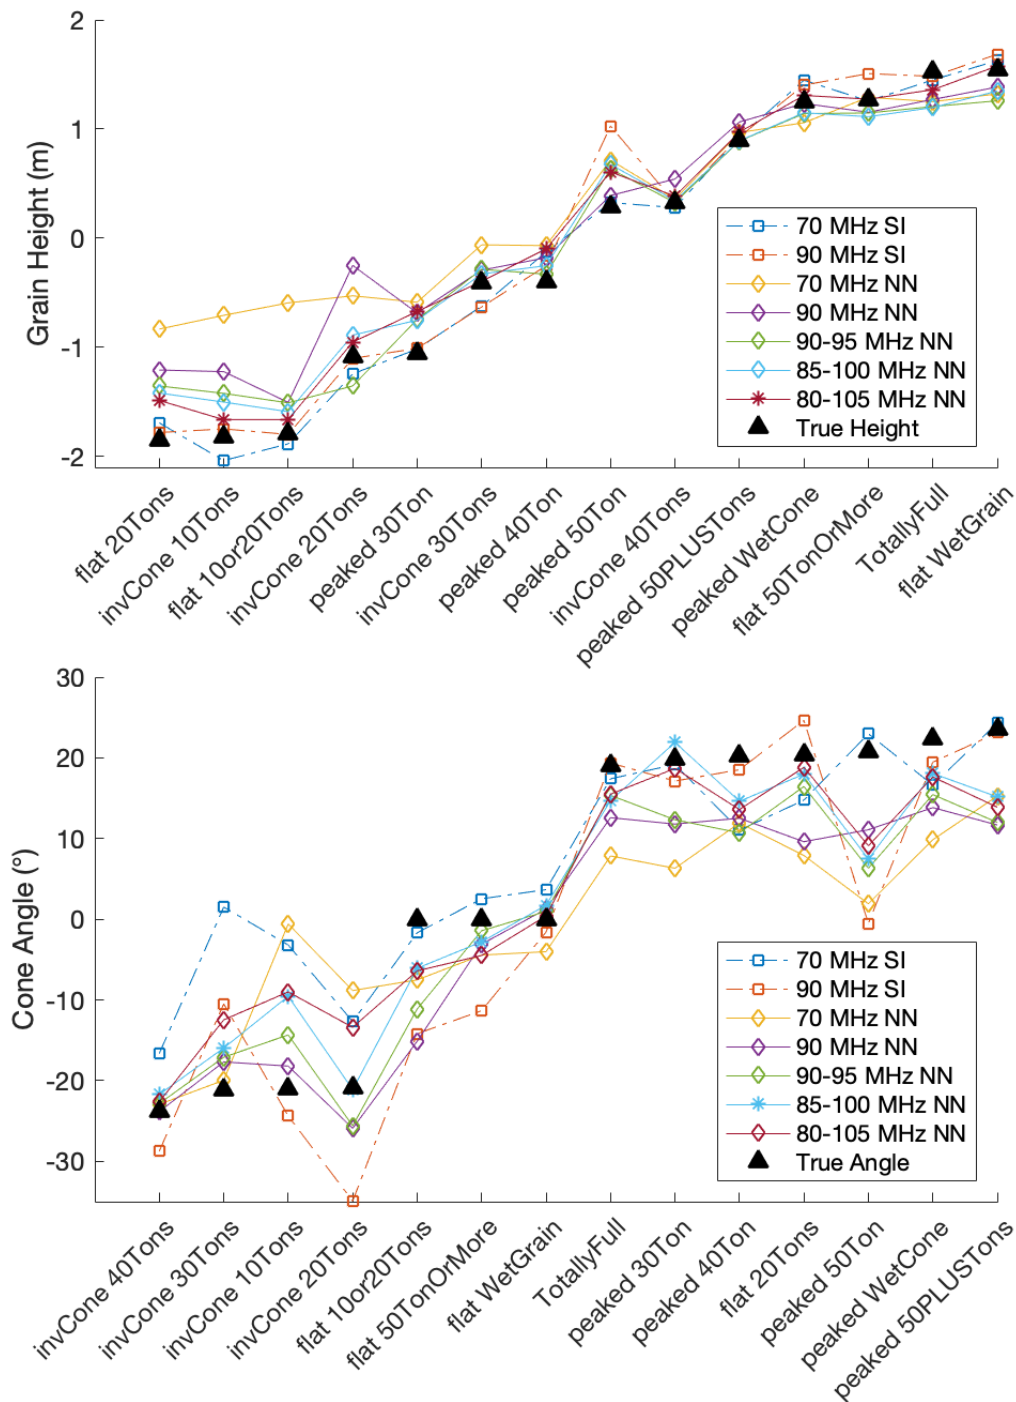 2
1
0
-1
-2
Grain Height (m)
70 MHz SI
90 MHz SI
70 MHz NN
90 MHz NN
90-95 MHz NN
85-100 MHz NN
80-105 MHz NN
True Height
flat 20Tons
invCone 10Tons
flat 10or20Tons
invCone 20Tons
peaked 30Ton
invCone 30Tons
peaked 40Ton
peaked 50Ton
invCone 40Tons
peaked 50PLUSTons
peaked WetCone
flat 50TonOrMore
TotallyFull
flat WetGrain
30
20
10
0
-10
-20
-30
Cone Angle (°)
70 MHz SI
90 MHz SI
70 MHz NN
90 MHz NN
90-95 MHz NN
85-100 MHz NN
80-105 MHz NN
True Angle
invCone 40Tons
invCone 30Tons
invCone 10Tons
invCone 20Tons
flat 10or20Tons
flat 50TonOrMore
flat WetGrain
TotallyFull
peaked 30Ton
peaked 40Ton
flat 20Tons
peaked 50Ton
peaked WetCone
peaked 50PLUSTons